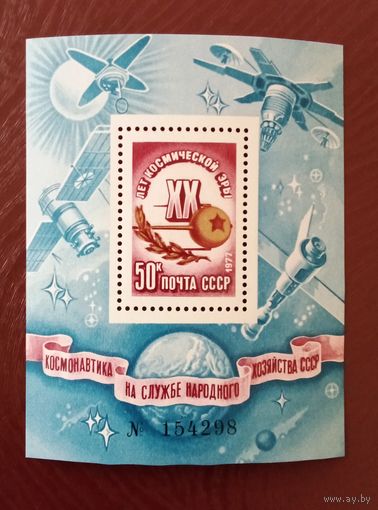 ЛЕТ КОСМИЧЕСКОЙ ЭРЫ
XX
50К ПОЧТА СССР
1977
КОСМОНАВТИКА
НА СЛУЖБЕ НАРОДНОГО
ХОЗЯЙСТВА СССР
№ 154298
www.ay.by